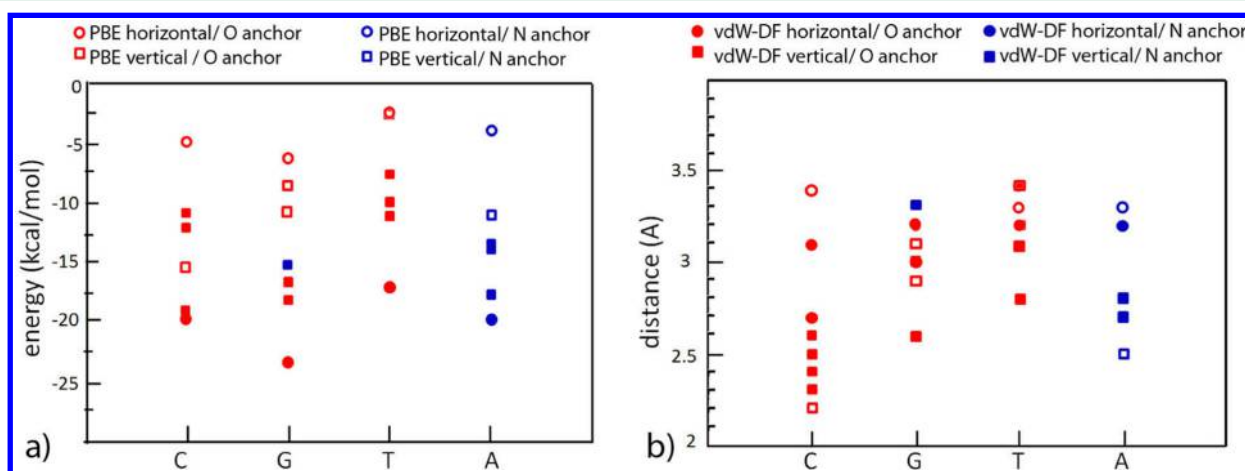 PBE horizontal/ O anchor
PBE horizontal/ N anchor
PBE vertical / O anchor
PBE vertical/ N anchor
energy (kcal/mol)
0
-5
-10
-15
-20
-25
C G T A
a)
vdW-DF horizontal/ O anchor
vdW-DF horizontal/ N anchor
vdW-DF vertical/ O anchor
vdW-DF vertical/ N anchor
distance (A)
3.5
3
2.5
2
C G T A
b)